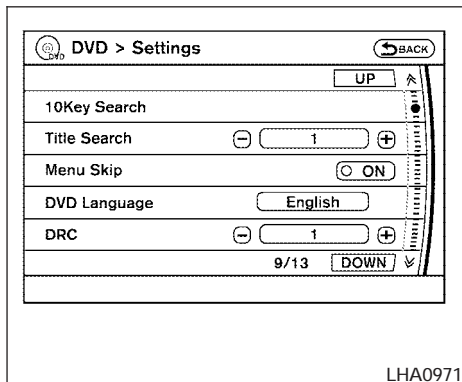 DVD DVD > Settings BACK
UP
10Key Search
Title Search - 1 +
Menu Skip ON
DVD Language English
DRC - 1 +
9/13 DOWN
LHA0971